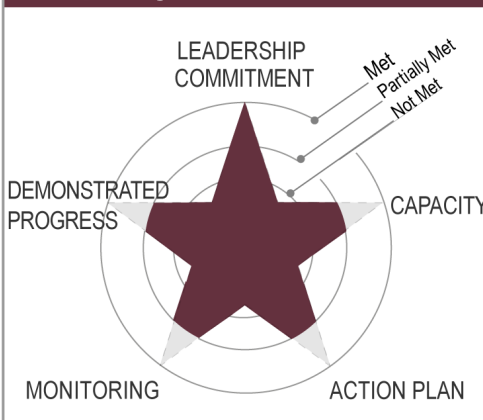 LEADERSHIP
COMMITMENT
Met
Partially Met
Not Met
DEMONSTRATED
PROGRESS
CAPACITY
MONITORING
ACTION PLAN